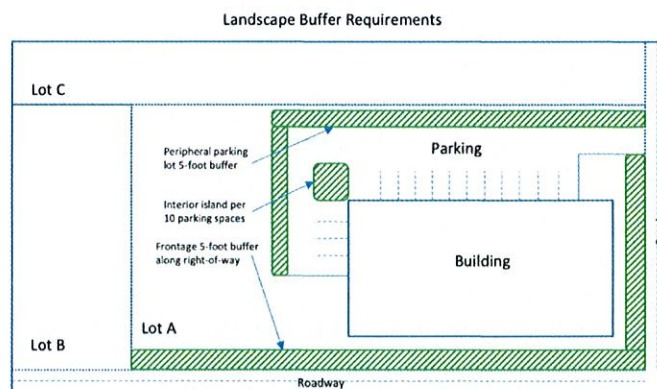 Landscape Buffer Requirements
Lot C
Peripheral parking
lot 5-foot buffer
Parking
Interior island per
10 parking spaces
Frontage 5-foot buffer
along right-of-way
Building
Lot A
Lot B
Roadway